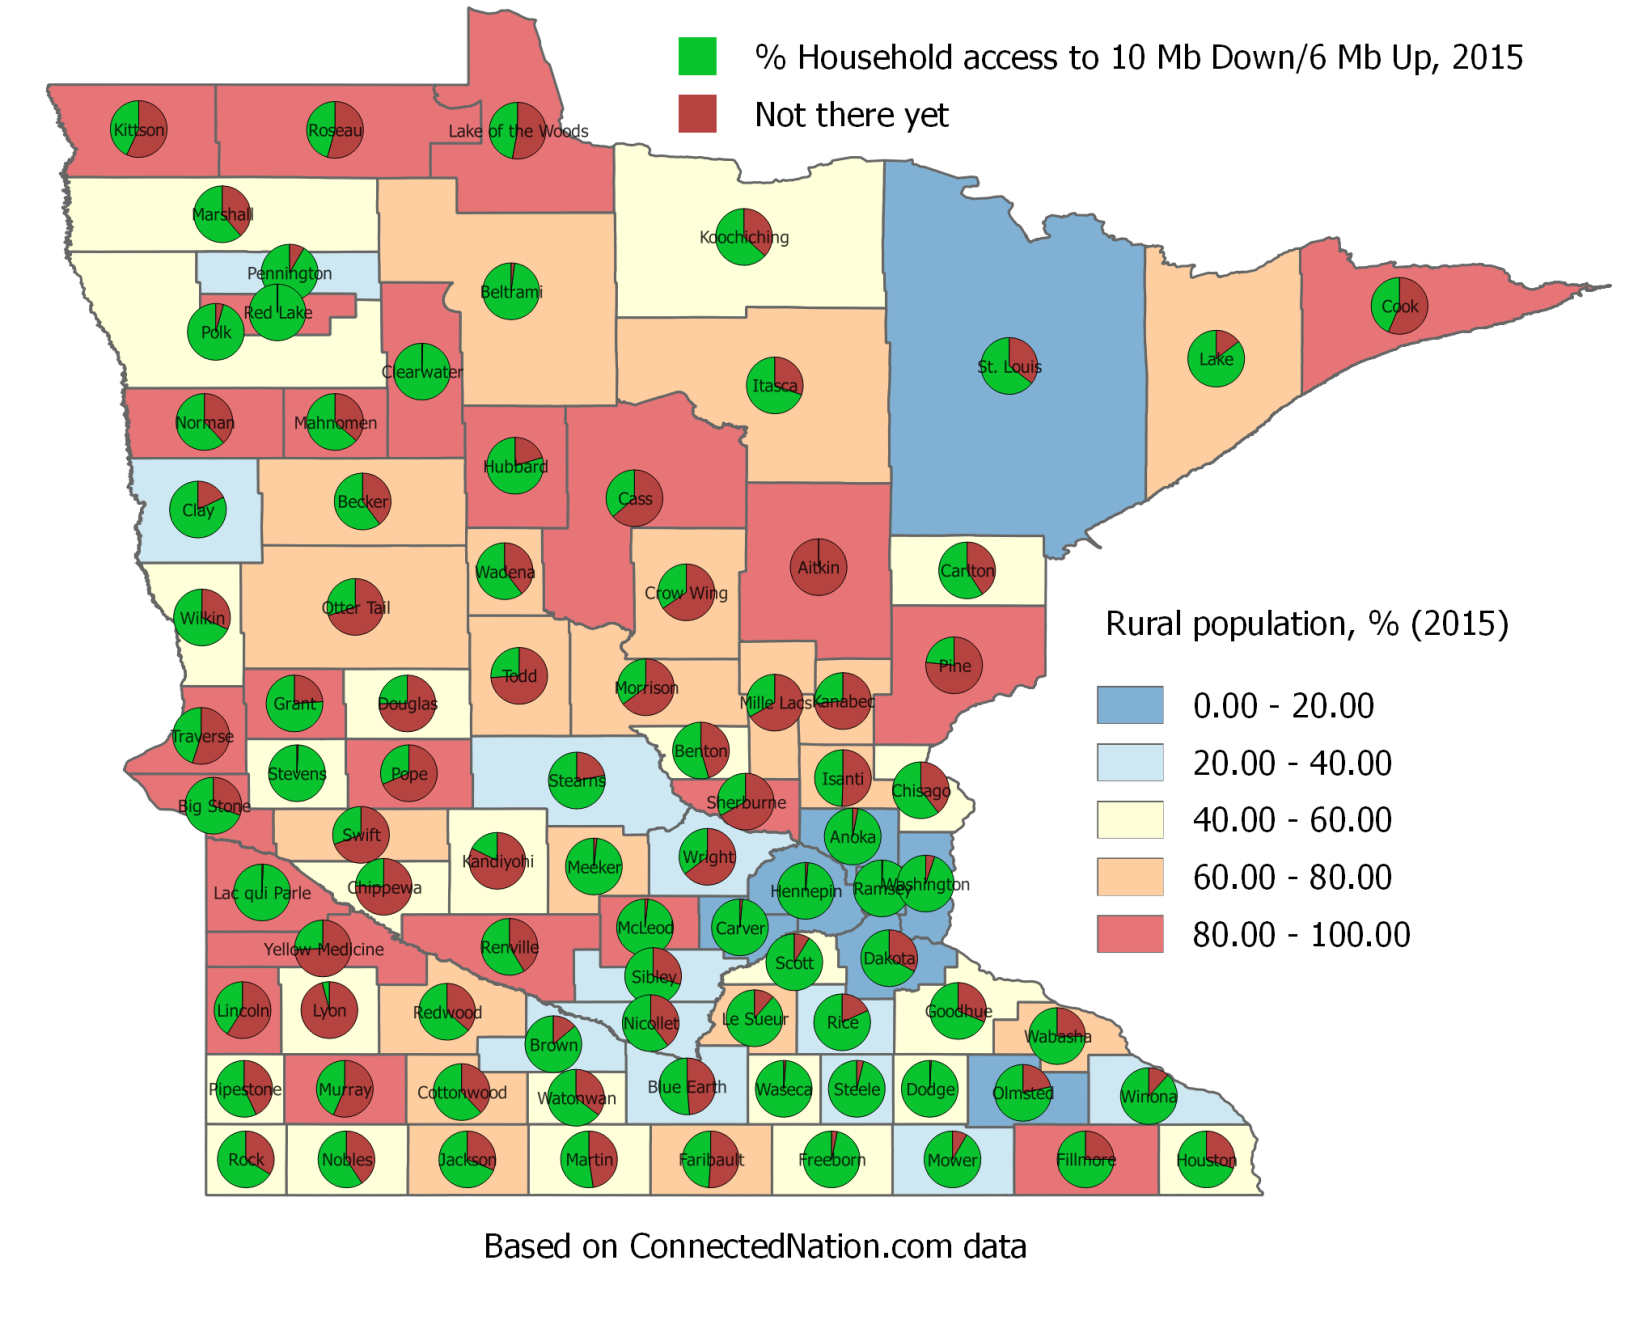 % Household access to 10 Mb Down/6 Mb Up, 2015
Not there yet
Kittson
Roseau
Lake of the Woods
Marshall
Koochiching
Pennington
Beltrami
Red Lake
Polk
Cook
Lake
St. Louis
Clearwater
Itasca
Norman
Mahnomen
Hubbard
Cass
Becker
Clay
Aitkin
Wadena
Carlton
Crow Wing
Otter Tail
Wilkin
Rural population, % (2015)
0.00 - 20.00
20.00 - 40.00
40.00 - 60.00
60.00 - 80.00
80.00 - 100.00
Pine
Todd
Morrison
Mille Lacs
Kanabec
Grant
Douglas
Traverse
Benton
Stevens
Pope
Stearns
Isanti
Chisago
Big Stone
Sherburne
Swift
Anoka
Kandiyohi
Meeker
Wright
Chippewa
Lac qui Parle
Hennepin
Ramsey
Washington
McLeod
Carver
Yellow Medicine
Renville
Dakota
Scott
Sibley
Lincoln
Lyon
Redwood
Goodhue
Nicollet
Le Sueur
Rice
Wabasha
Brown
Pipestone
Murray
Cottonwood
Watonwan
Blue Earth
Waseca
Steele
Dodge
Olmsted
Winona
Rock
Nobles
Jackson
Martin
Faribault
Freeborn
Mower
Fillmore
Houston
Based on ConnectedNation.com data